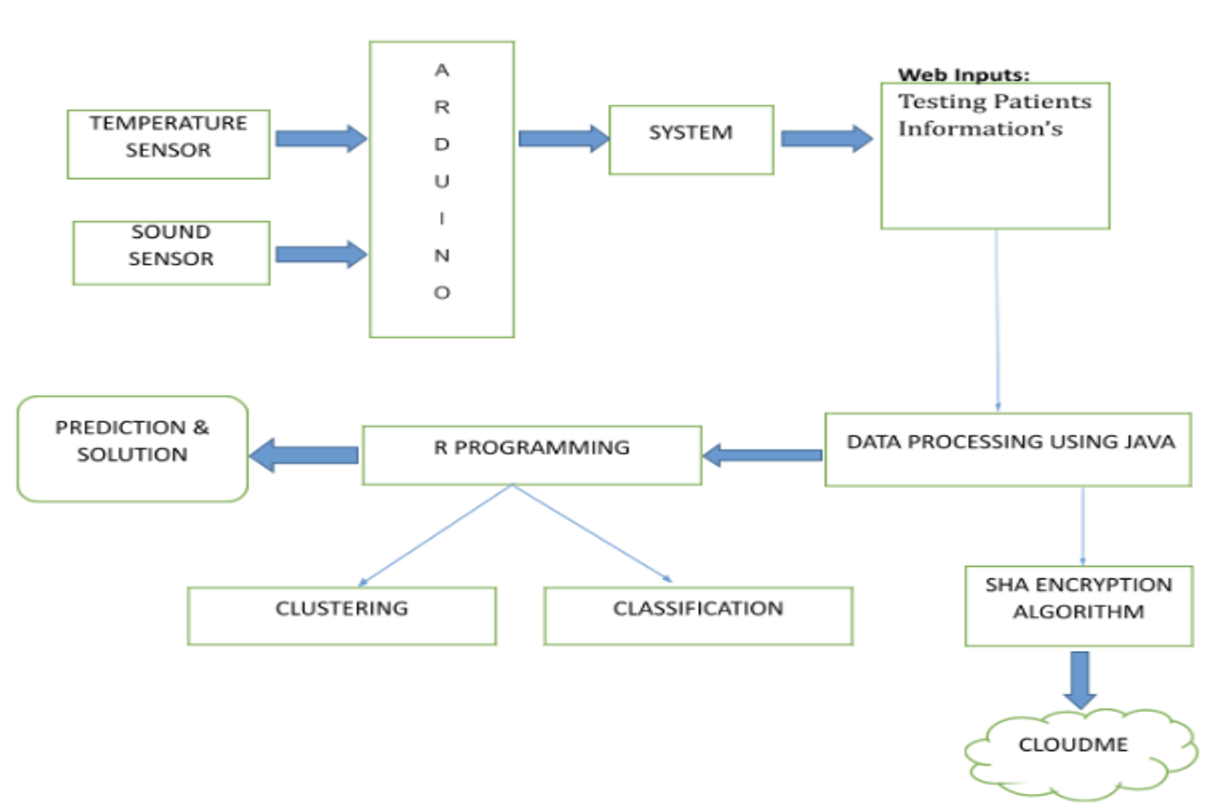 TEMPERATURE
SENSOR
SOUND
SENSOR
A
R
D
U
I
N
O
SYSTEM
Web Inputs:
Testing Patients
Information’s
PREDICTION &
SOLUTION
R PROGRAMMING
DATA PROCESSING USING JAVA
CLUSTERING
CLASSIFICATION
SHA ENCRYPTION
ALGORITHM
CLOUDME